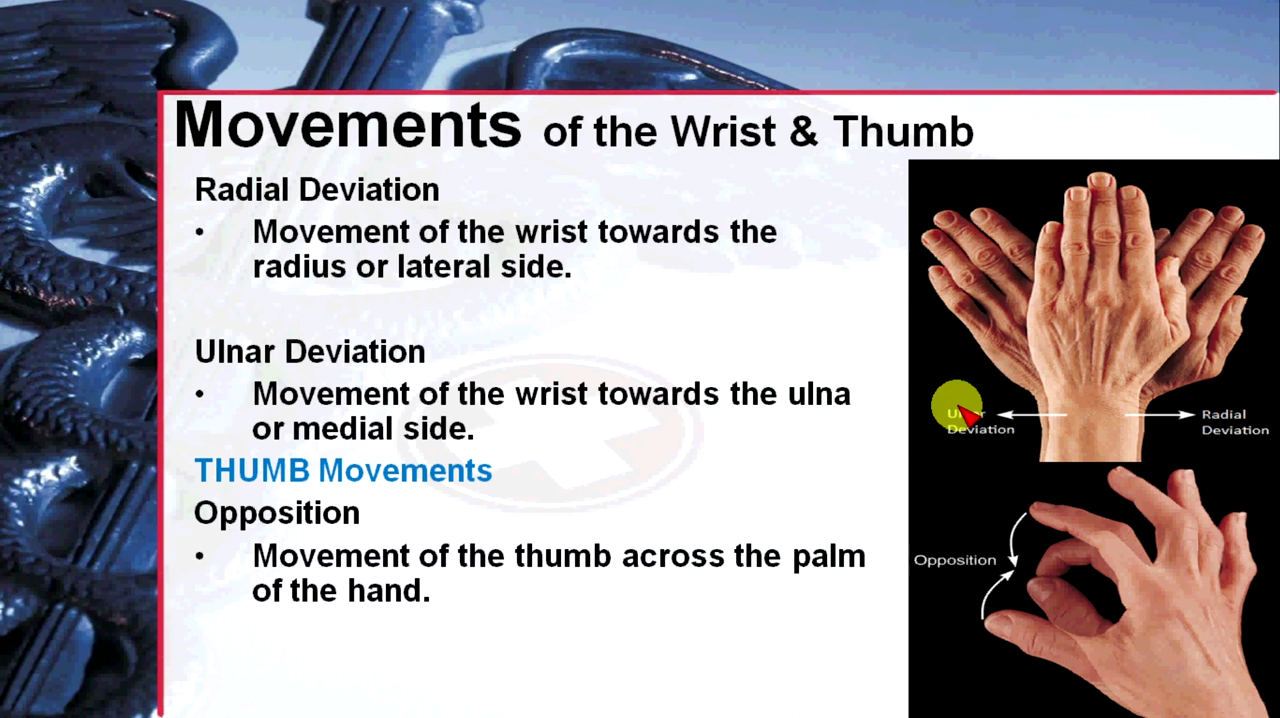 Movements of the Wrist & Thumb
Radial Deviation
• Movement of the wrist towards the
radius or lateral side.
Ulnar Deviation
• Movement of the wrist towards the ulna
or medial side.
THUMB Movements
Opposition
• Movement of the thumb across the palm
of the hand.
Ulnar
Deviation
Radial
Deviation
Opposition